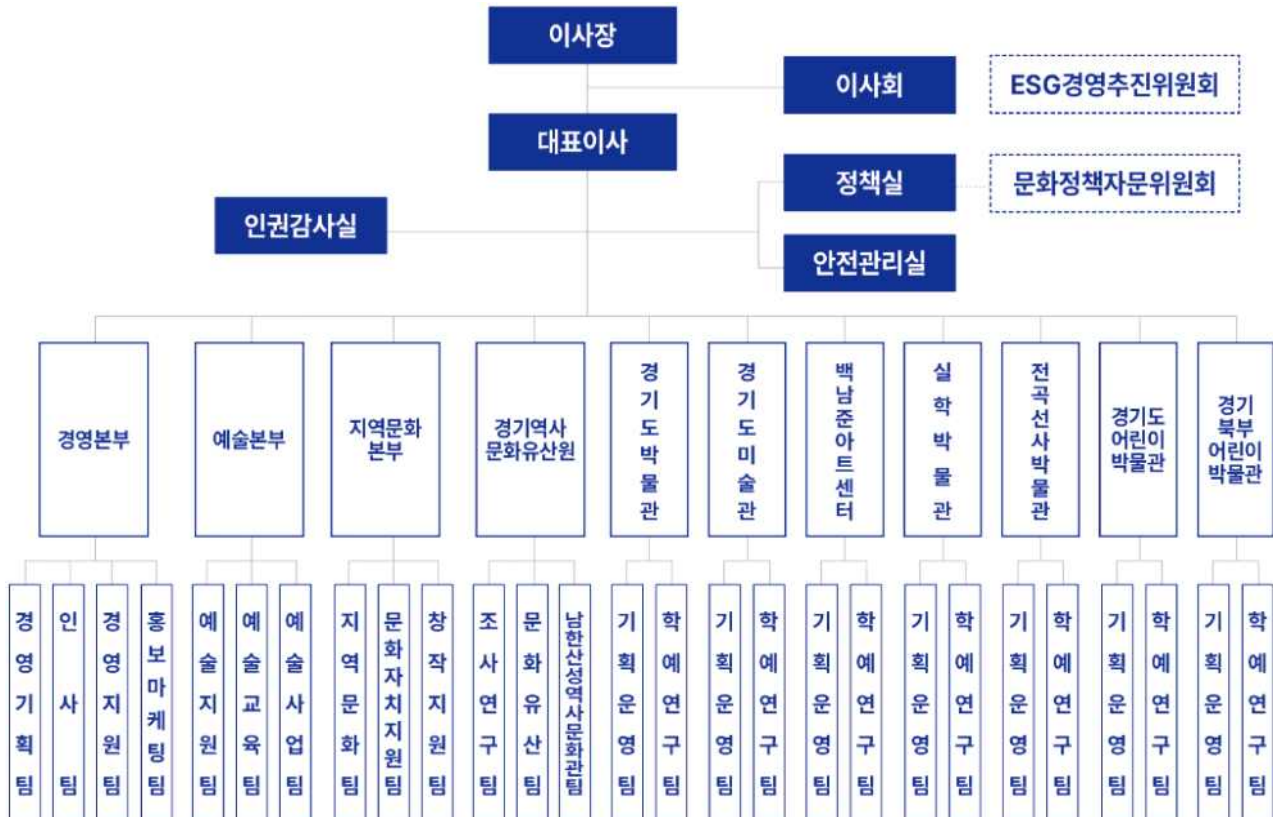 이사장
이사회
ESG경영추진위원회
대표이사
정책실
문화정책자문위원회
인권감사실
안전관리실
경영본부
예술본부
지역문화
본부
경기역사
문화유산원
경기도박물관
경기도미술관
백남준아트센터
실학박물관
전곡선사박물관
경기도
어린이
박물관
경기
북부
어린이
박물관
경영기획팀
인사팀
경영지원팀
홍보마케팅팀
예술지원팀
예술교육팀
예술사업팀
지역문화팀
문화자치지원팀
창작지원팀
조사연구팀
문화유산팀
남한산성역사문화관팀
기획운영팀
학예연구팀
기획운영팀
학예연구팀
기획운영팀
학예연구팀
기획운영팀
학예연구팀
기획운영팀
학예연구팀
기획운영팀
학예연구팀
기획운영팀
학예연구팀